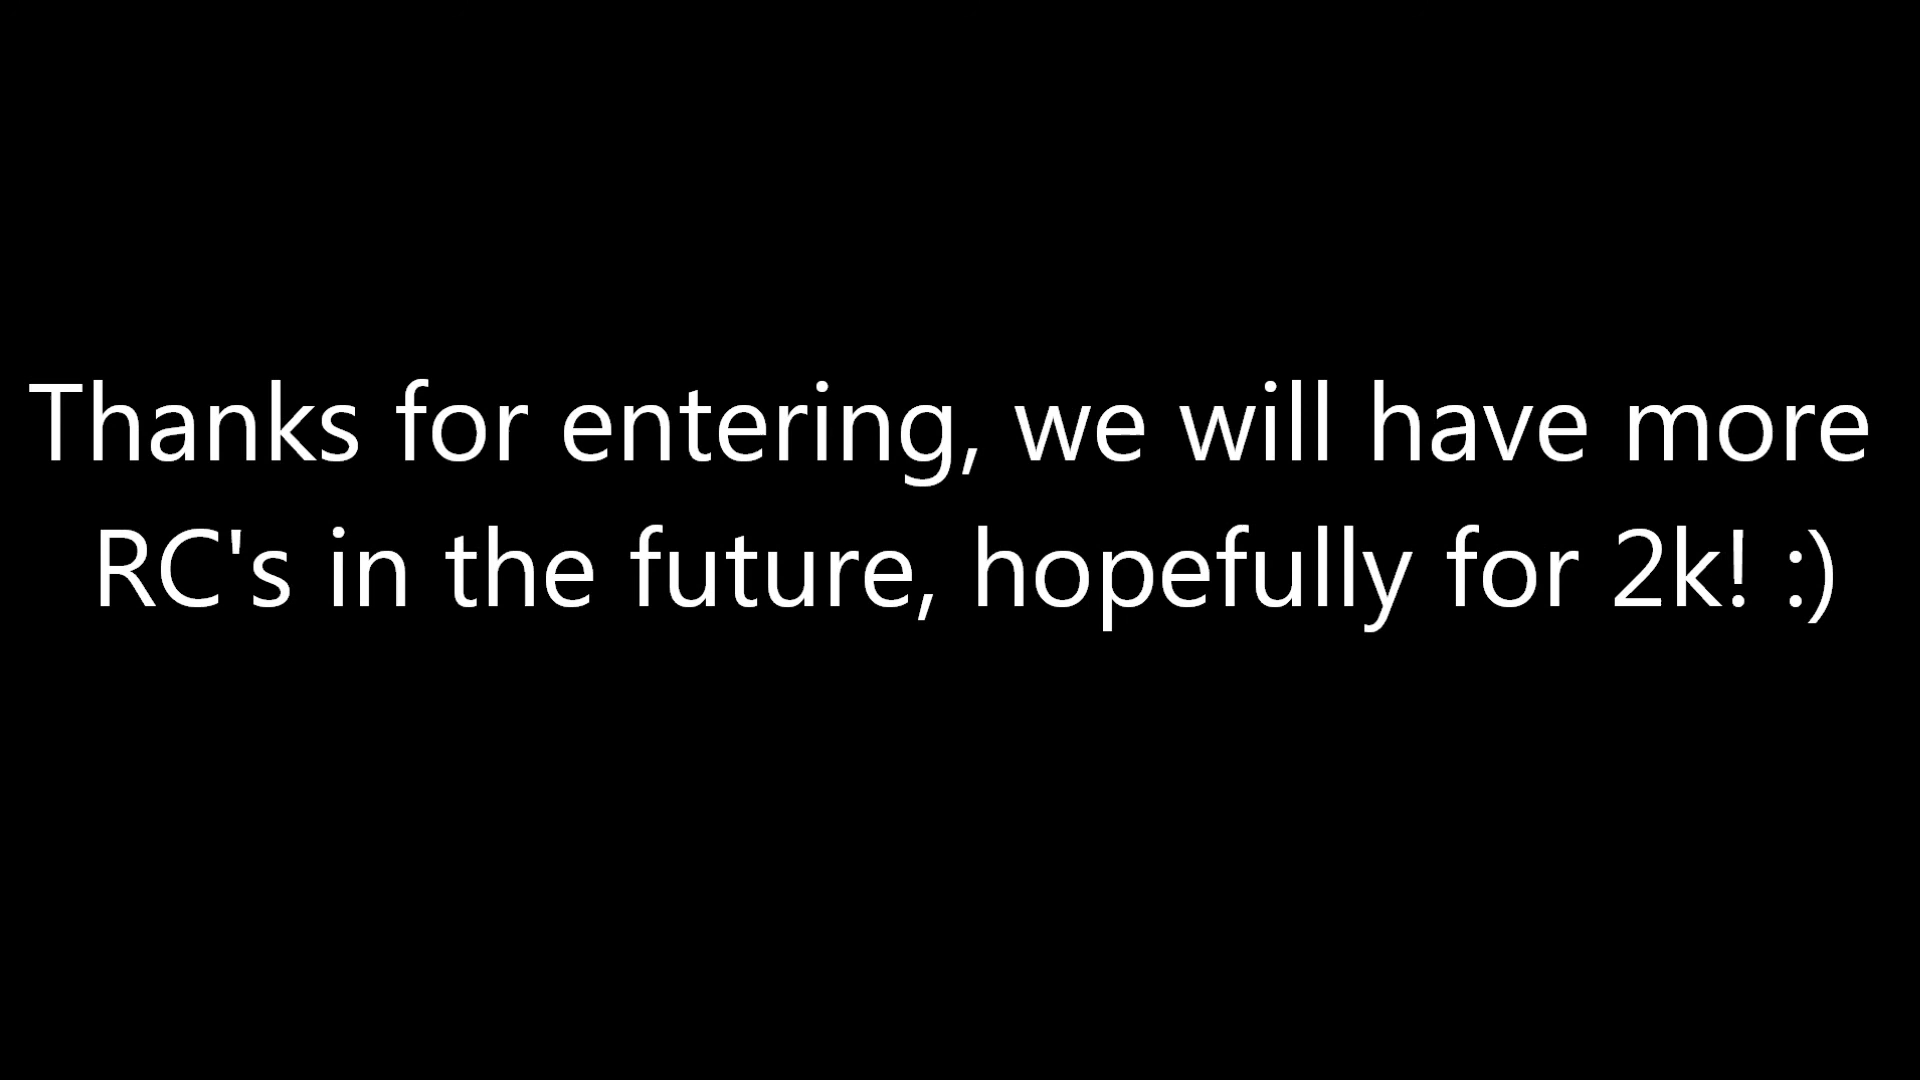 Thanks for entering, we will have more
RC's in the future, hopefully for 2k! :)